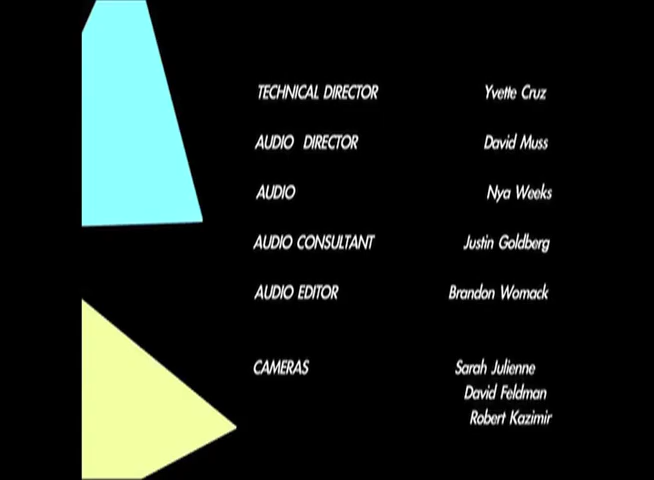 TECHNICAL DIRECTOR Yvette Cruz
AUDIO DIRECTOR David Muss
AUDIO Nya Weeks
AUDIO CONSULTANT Justin Goldberg
AUDIO EDITOR Brandon Womack
CAMERAS Sarah Julienne
David Feldman
Robert Kazimir